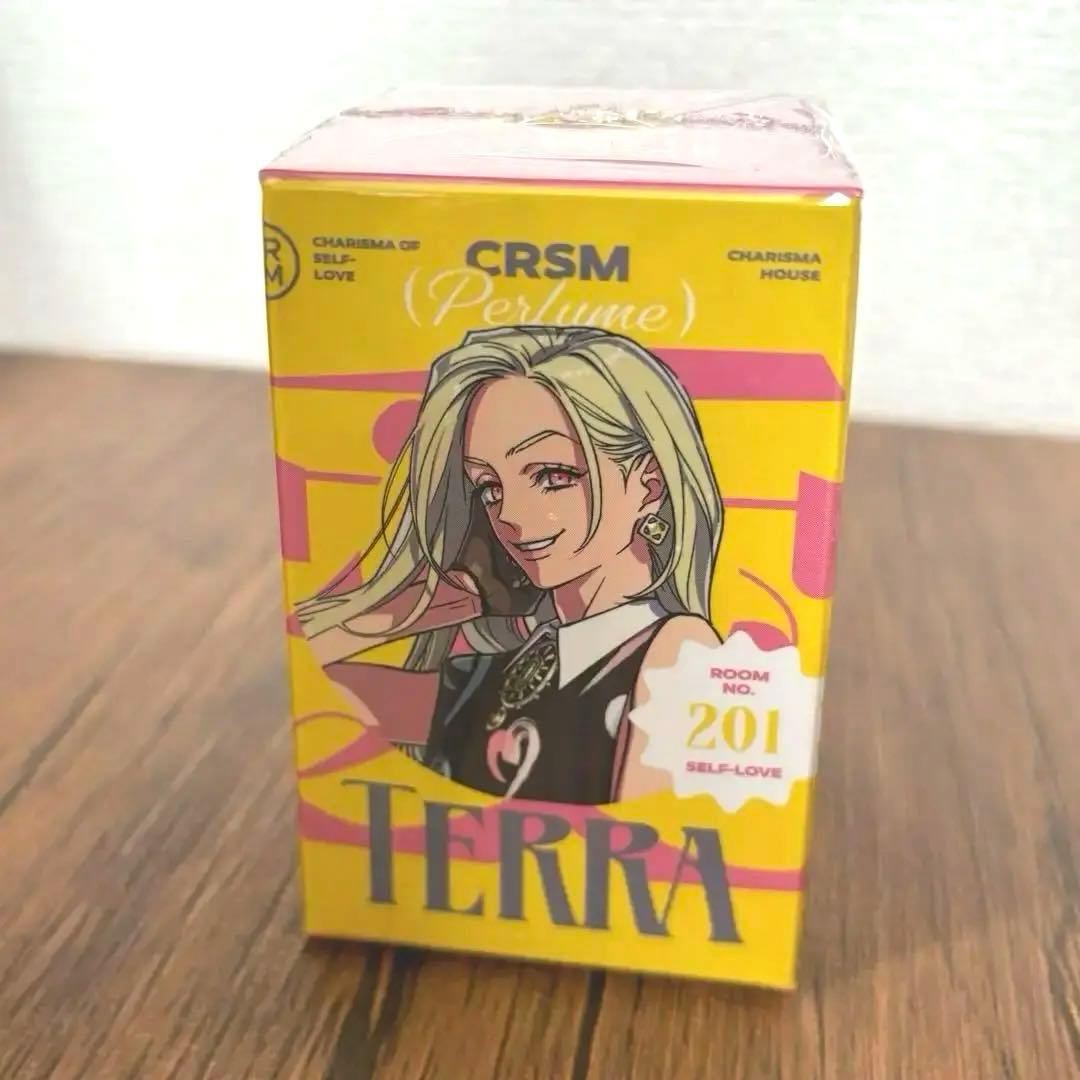 R
M
CHARISMA OF
SELF-
LOVE
CRSM
(Perfume)
CHARISMA
HOUSE
ROOM
NO.
201
SELF-LOVE
TERRA